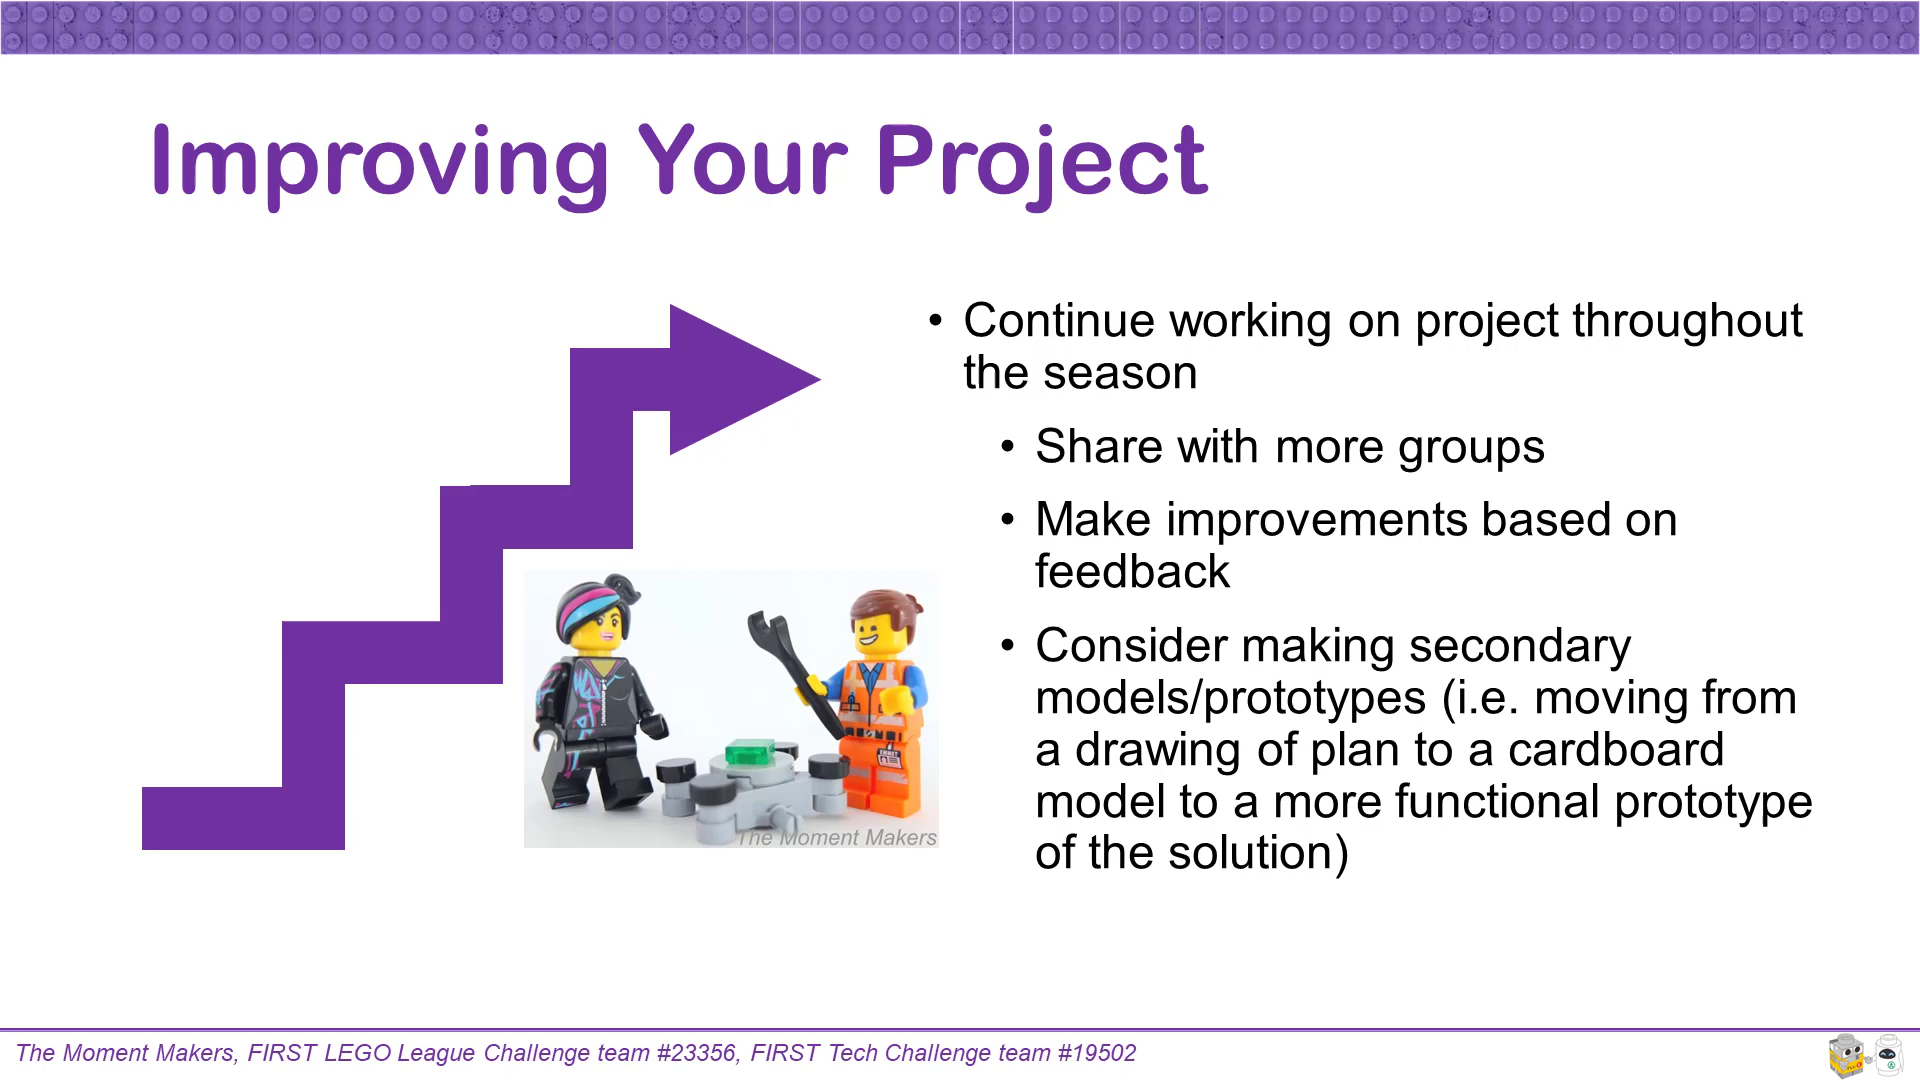 Improving Your Project
• Continue working on project throughout
the season
• Share with more groups
• Make improvements based on
feedback
• Consider making secondary
models/prototypes (i.e. moving from
a drawing of plan to a cardboard
model to a more functional prototype
of the solution)
EMMET
The Moment Makers
The Moment Makers, FIRST LEGO League Challenge team #23356, FIRST Tech Challenge team #19502